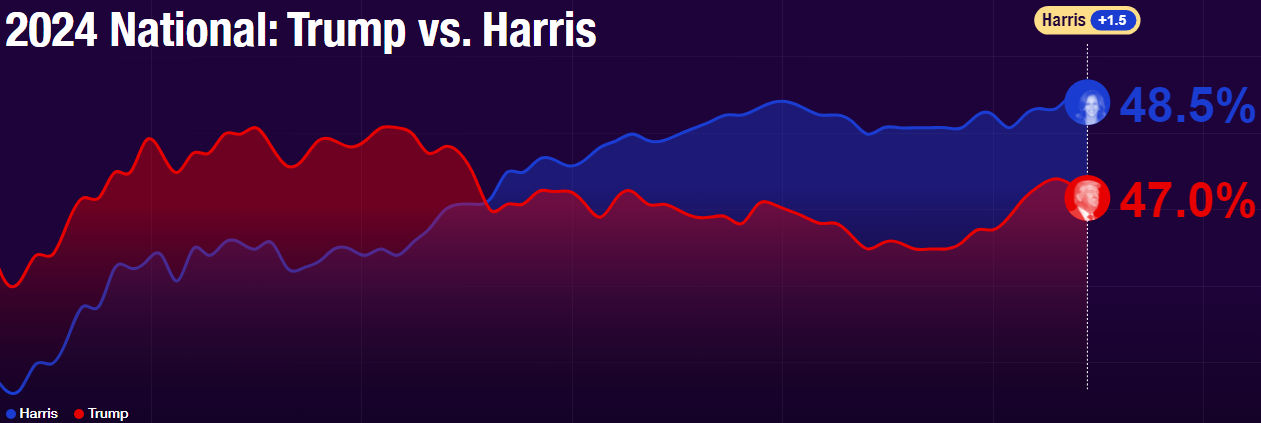 2024 National: Trump vs. Harris
Harris +1.5
48.5%
47.0%
Harris Trump